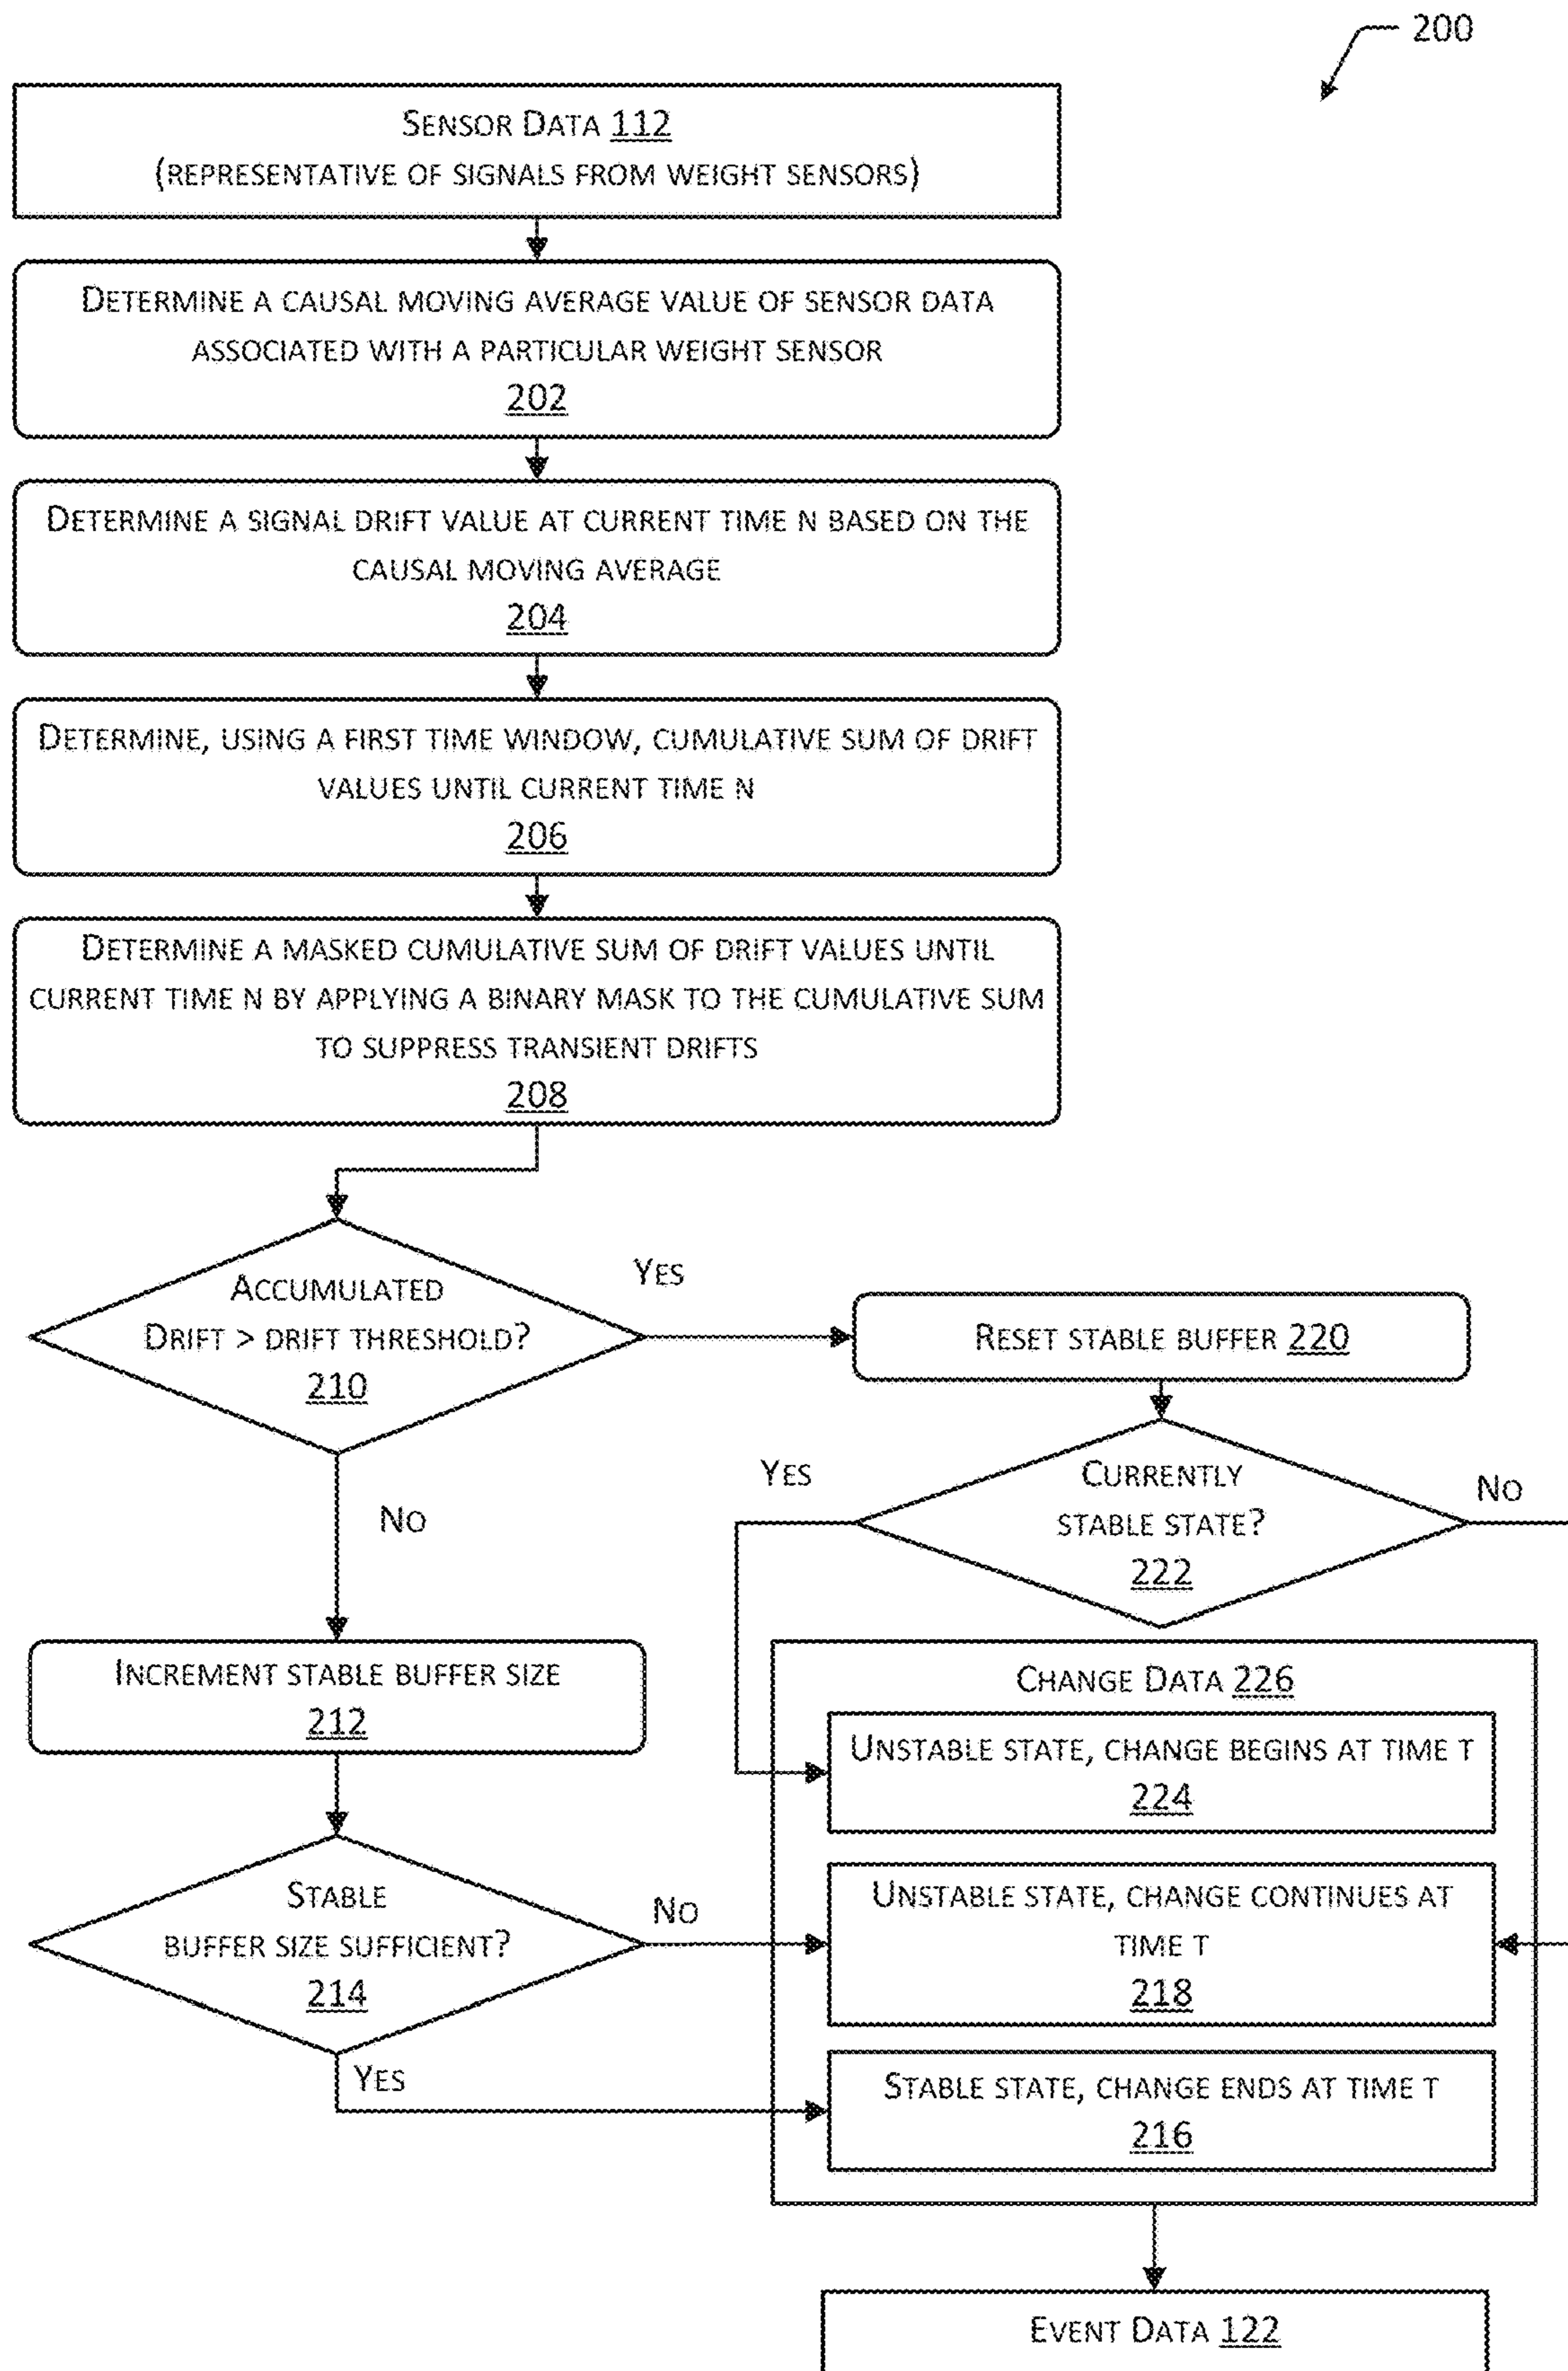 200
SENSOR DATA 112
(REPRESENTATIVE OF SIGNALS FROM WEIGHT SENSORS)
DETERMINE A CAUSAL MOVING AVERAGE VALUE OF SENSOR DATA
ASSOCIATED WITH A PARTICULAR WEIGHT SENSOR
202
DETERMINE A SIGNAL DRIFT VALUE AT CURRENT TIME N BASED ON THE
CAUSAL MOVING AVERAGE
204
DETERMINE, USING A FIRST TIME WINDOW, CUMULATIVE SUM OF DRIFT
VALUES UNTIL CURRENT TIME N
206
DETERMINE A MASKED CUMULATIVE SUM OF DRIFT VALUES UNTIL
CURRENT TIME N BY APPLYING A BINARY MASK TO THE CUMULATIVE SUM
TO SUPPRESS TRANSIENT DRIFTS
208
ACCUMULATED
DRIFT > DRIFT THRESHOLD?
210
YES
NO
RESET STABLE BUFFER 220
CURRENTLY
STABLE STATE?
222
YES
NO
INCREMENT STABLE BUFFER SIZE
212
STABLE
BUFFER SIZE SUFFICIENT?
214
NO
YES
CHANGE DATA 226
UNSTABLE STATE, CHANGE BEGINS AT TIME T
224
UNSTABLE STATE, CHANGE CONTINUES AT
TIME T
218
STABLE STATE, CHANGE ENDS AT TIME T
216
EVENT DATA 122